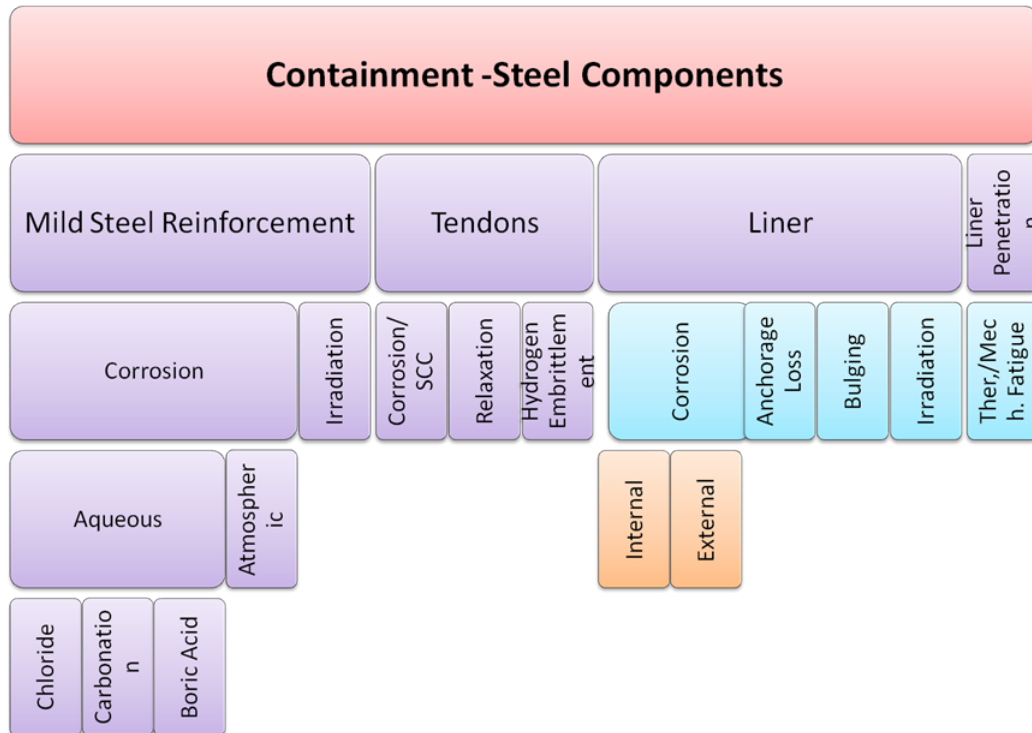 Containment -Steel Components
Mild Steel Reinforcement
Tendons
Liner
Liner
Penetratio
n
Corrosion
Irradiation
Corrosion/
SCC
Relaxation
Hydrogen
Embrittlem
ent
Corrosion
Anchorage
Loss
Bulging
Irradiation
Ther,/Mec
h. Fatigue
Aqueous
Atmospher
ic
Internal
External
Chloride
Carbonatio
n
Boric Acid